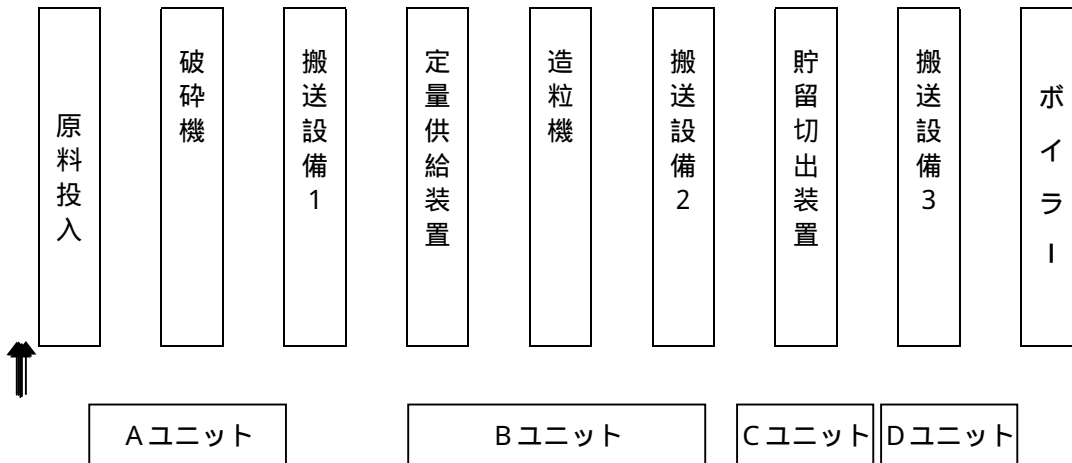 原料投入
破砕機
搬送設備1
定量供給装置
造粒機
搬送設備2
貯留切出装置
搬送設備3
ボイラー
Aユニット
Bユニット
Cユニット
Dユニット